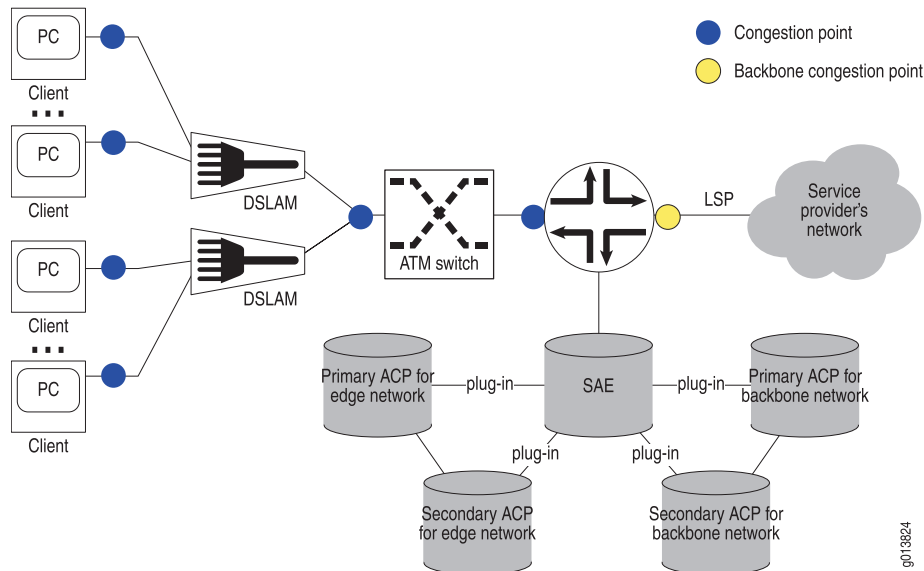 PC
Client
...
PC
Client
PC
Client
...
PC
Client
DSLAM
DSLAM
ATM switch
Congestion point
Backbone congestion point
LSP
Service
provider's
network
Primary ACP for
edge network
plug-in
SAE
plug-in
Primary ACP for
backbone network
plug-in
plug-in
Secondary ACP
for edge network
Secondary ACP for
backbone network
g013824